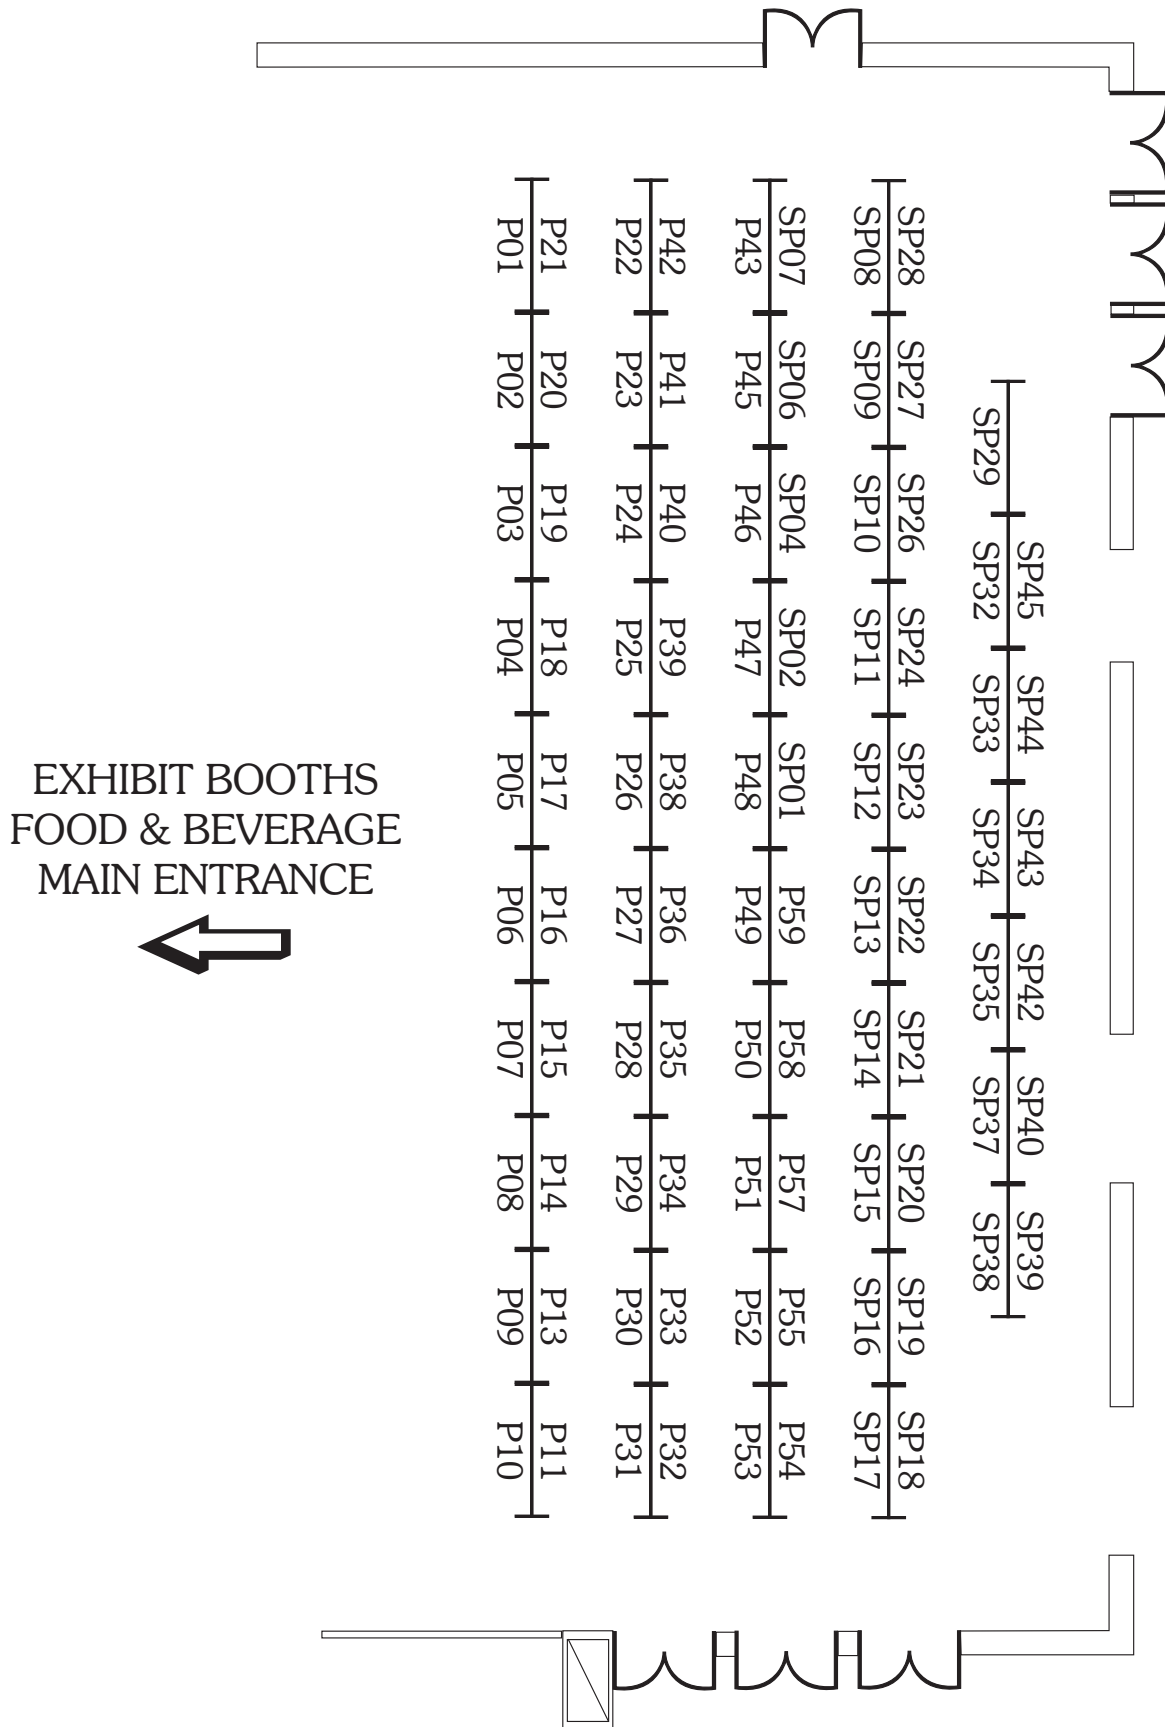 P21 P42 SP07 SP28
P01 P22 P43 SP08
P20 P41 SP06 SP27
P02 P23 P45 SP09
SP29
P19 P40 SP04 SP26
P03 P24 P46 SP10
SP45
SP32
P18 P39 SP02 SP24
P04 P25 P47 SP11
SP44
SP33
P17 P38 SP01 SP23
P05 P26 P48 SP12
SP43
SP34
EXHIBIT BOOTHS
FOOD & BEVERAGE
MAIN ENTRANCE
P16 P36 P59 SP22
P06 P27 P49 SP13
SP42
SP35
P15 P35 P58 SP21
P07 P28 P50 SP14
SP40
SP37
P14 P34 P57 SP20
P08 P29 P51 SP15
SP39
SP38
P13 P33 P55 SP19
P09 P30 P52 SP16
P11 P32 P54 SP18
P10 P31 P53 SP17